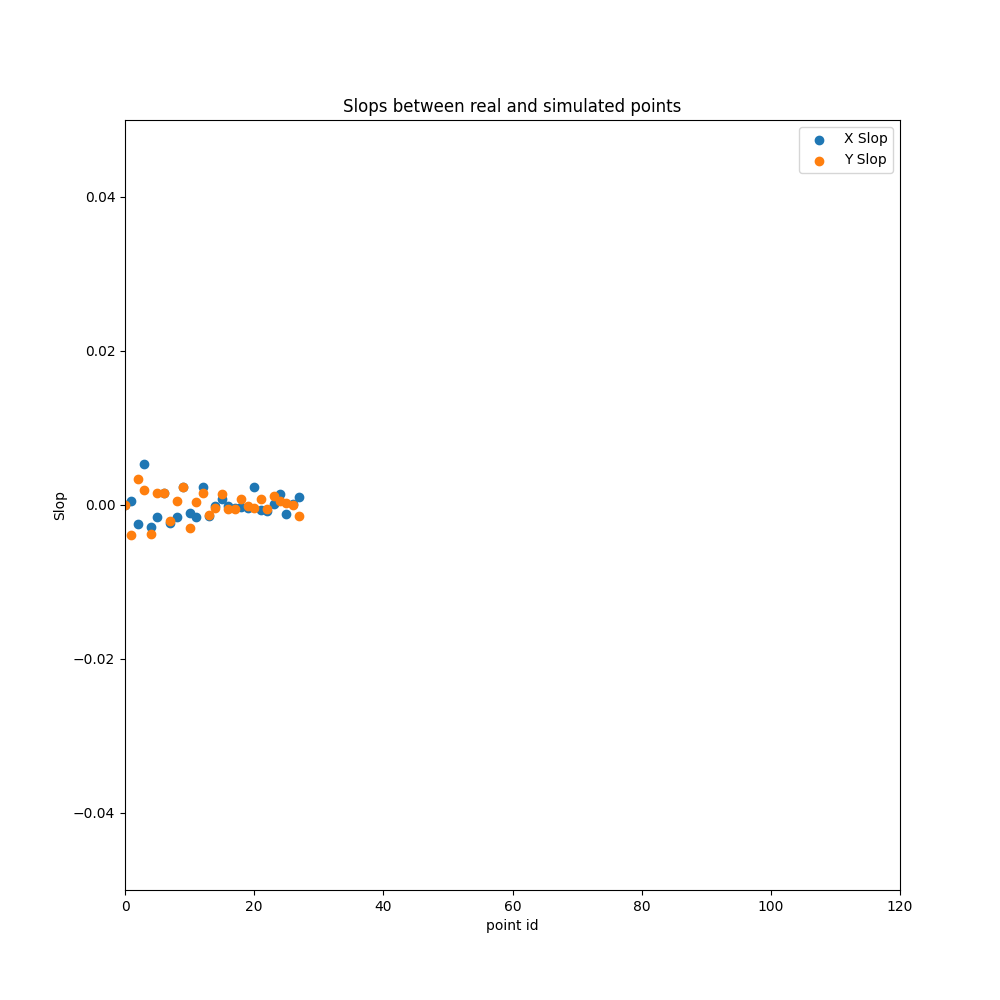 Slops between real and simulated points
X Slop
Y Slop
0.04
0.02
0.00
−0.02
−0.04
Slop
0 20 40 60 80 100 120
point id